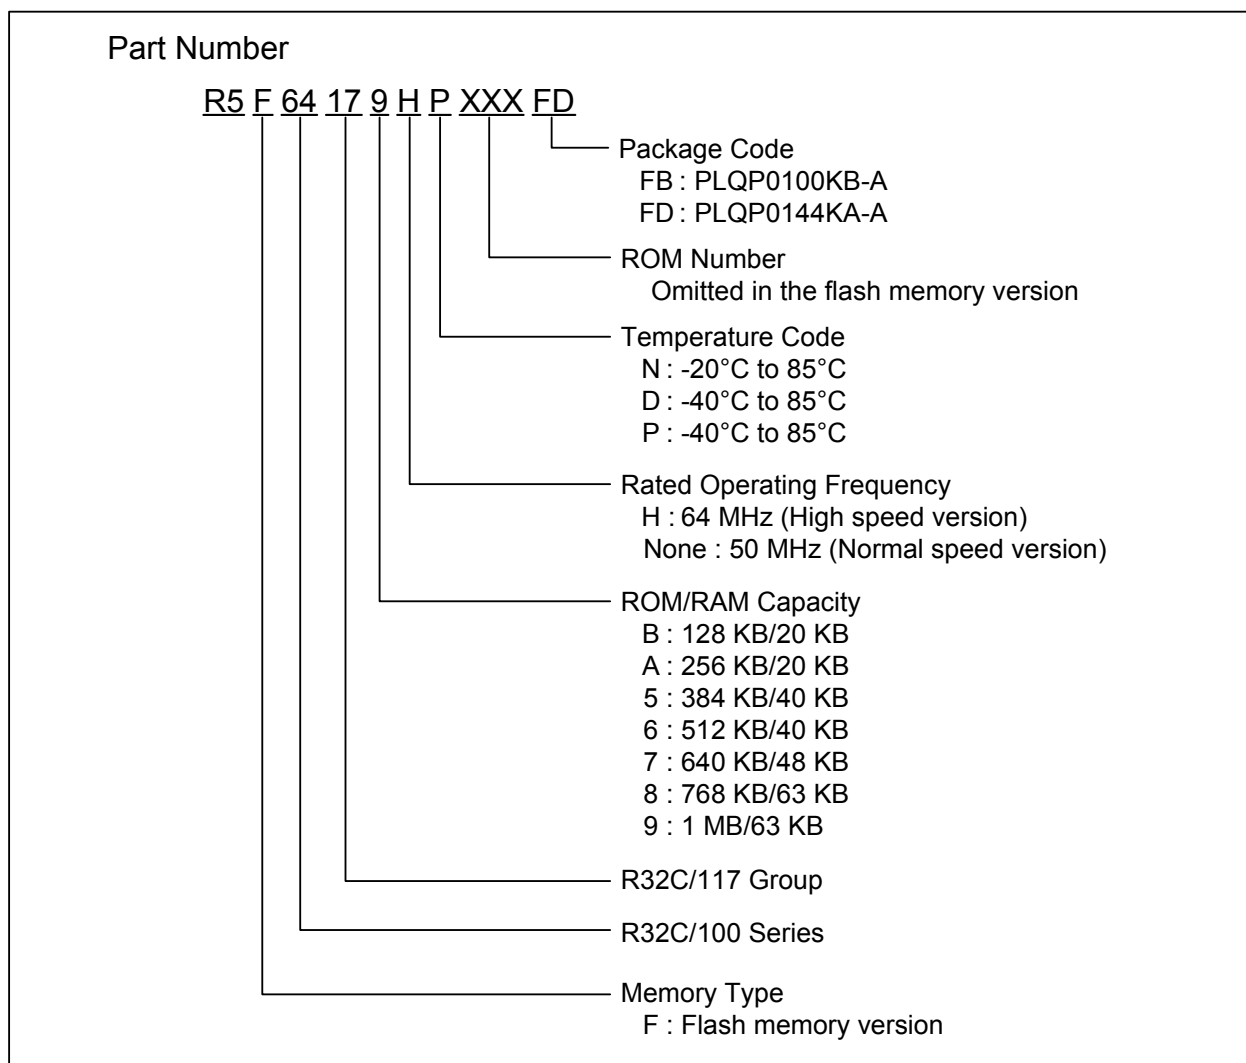 Part Number
R5 F 64 17 9 H P XXX FD
Package Code
FB : PLQP0100KB-A
FD : PLQP0144KA-A
ROM Number
Omitted in the flash memory version
Temperature Code
N : -20°C to 85°C
D : -40°C to 85°C
P : -40°C to 85°C
Rated Operating Frequency
H : 64 MHz (High speed version)
None : 50 MHz (Normal speed version)
ROM/RAM Capacity
B : 128 KB/20 KB
A : 256 KB/20 KB
5 : 384 KB/40 KB
6 : 512 KB/40 KB
7 : 640 KB/48 KB
8 : 768 KB/63 KB
9 : 1 MB/63 KB
R32C/117 Group
R32C/100 Series
Memory Type
F : Flash memory version